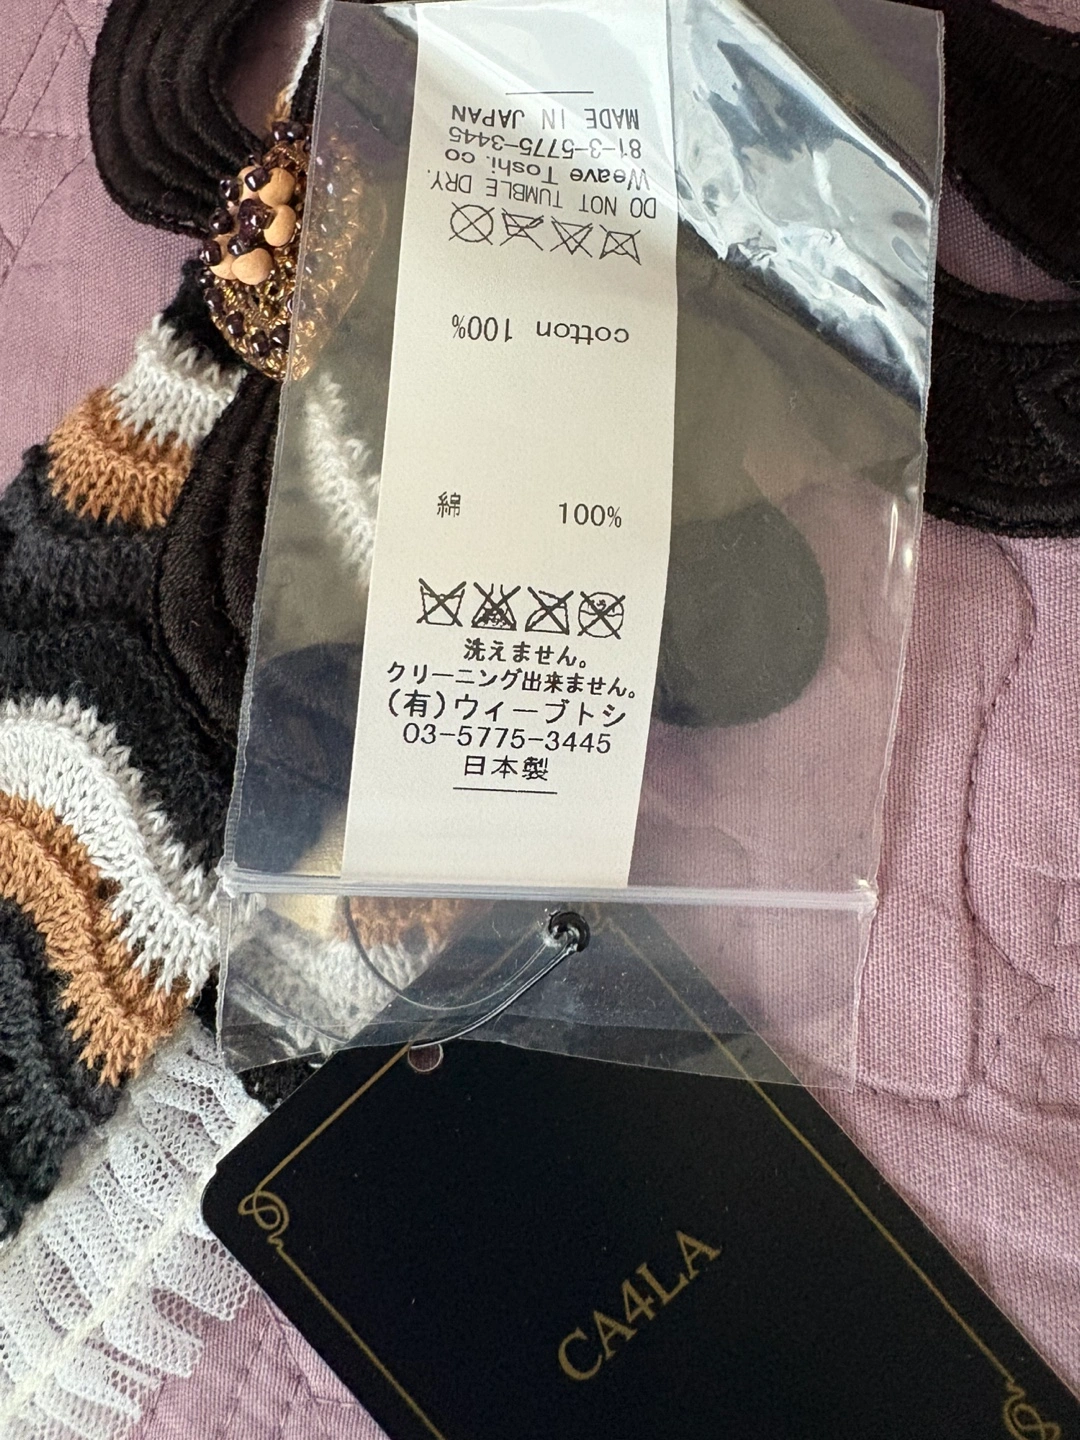 綿 100%
洗えません。
クリーニング出来ません。
(有)ウィーブトシ
03-5775-3445
日本製
cotton 100%
DO NOT TUMBLE DRY.
Weave Toshi. co
81-3-5775-3445
MADE IN JAPAN
CA4LA